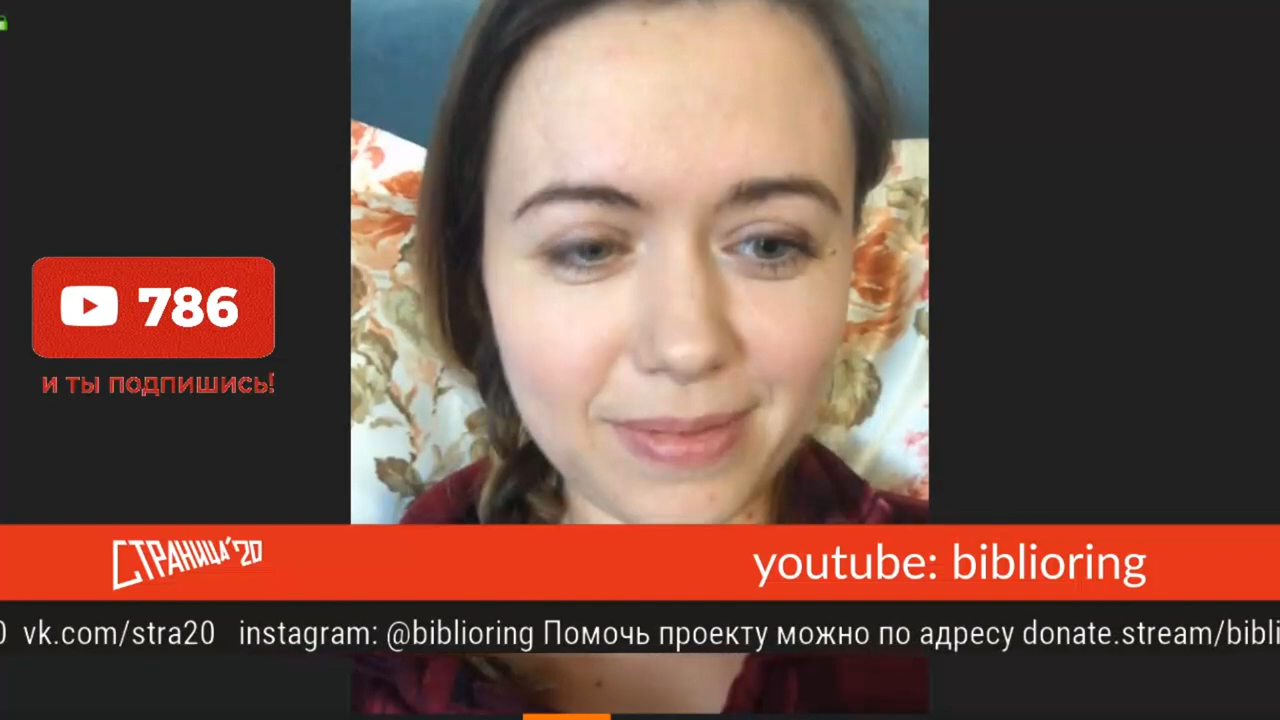 786
и ты подпишись!
СТРАНИЦА'20
youtube: biblioring
0 vk.com/stra20 instagram: @biblioring Помочь проекту можно по адресу donate.stream/bibli